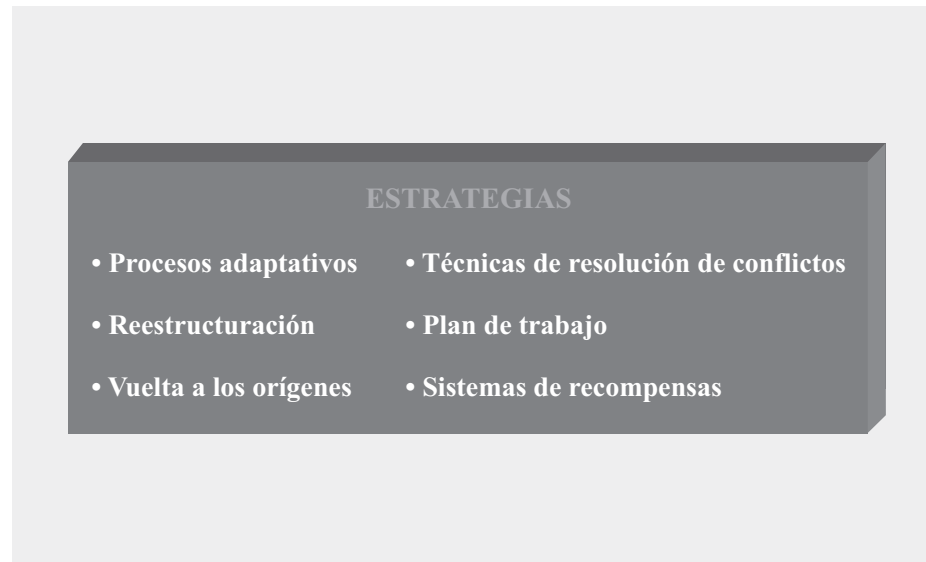 ESTRATEGIAS
• Procesos adaptativos
• Reestructuración
• Vuelta a los orígenes
• Técnicas de resolución de conflictos
• Plan de trabajo
• Sistemas de recompensas